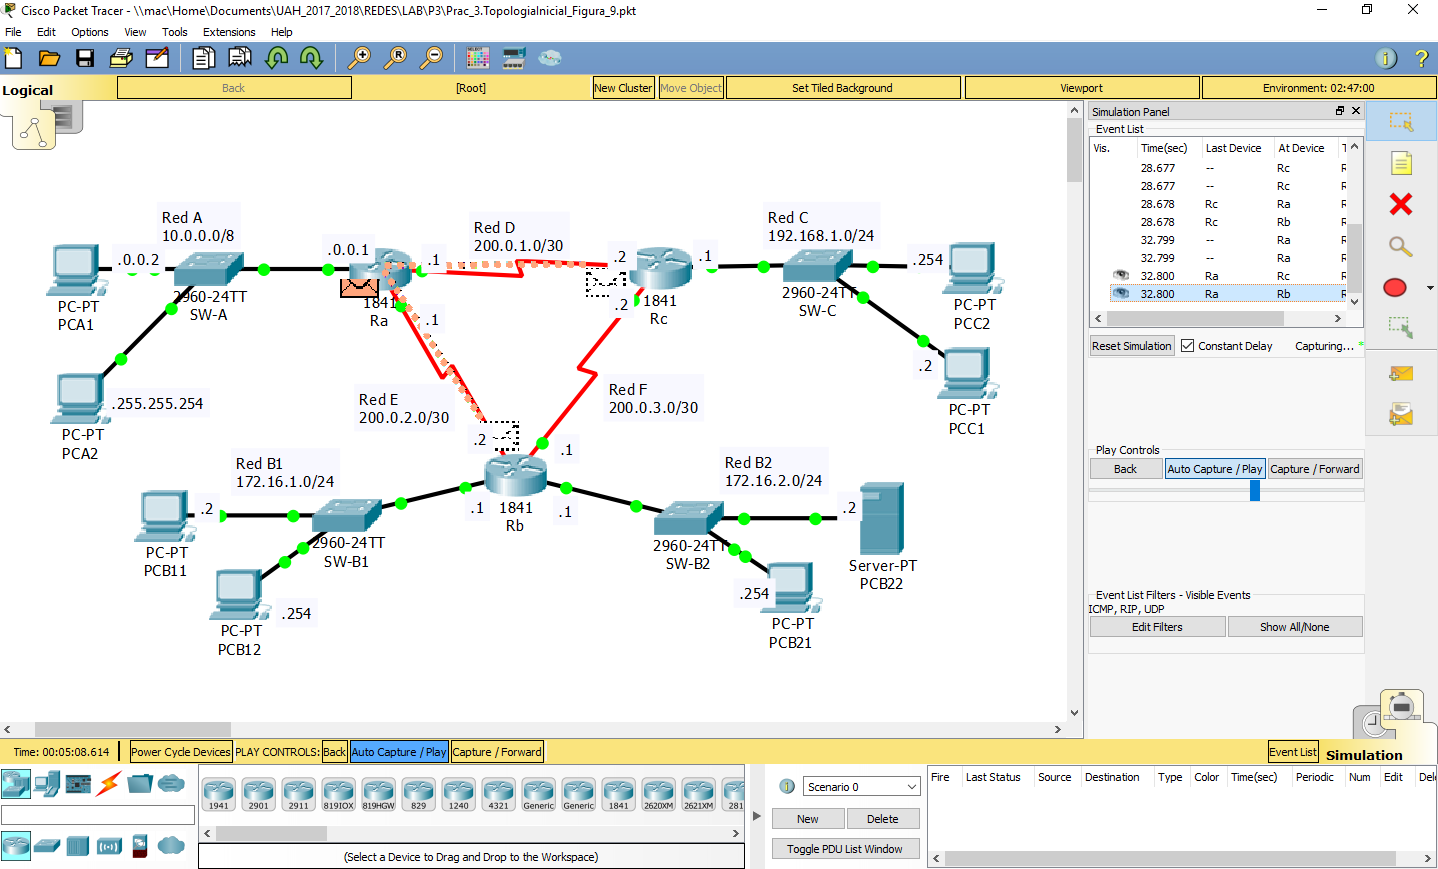 Cisco Packet Tracer - \\mac\Home\Documents\UAH_2017_2018\REDES\LAB\P3\Prac_3.TopologiaInicial_Figura_9.pkt
File Edit Options View Tools Extensions Help
Logical
Back
[Root]
New Cluster
Move Object
Set Tiled Background
Viewport
Environment: 02:47:00
Red A
10.0.0.0/8
.0.0.2
.0.0.1
PC-PT
PCA1
2960-24TT
SW-A
1841
Ra
PC-PT
PCA2
.255.255.254
Red D
200.0.1.0/30
.1
.2
.1
.2
.1
1841
Rc
Red C
192.168.1.0/24
2960-24TT
SW-C
.254
PC-PT
PCC2
.2
PC-PT
PCC1
Red E
200.0.2.0/30
Red F
200.0.3.0/30
.2
.1
Red B1
172.16.1.0/24
.2
PC-PT
PCB11
2960-24TT
SW-B1
PC-PT
PCB12
.254
.1
.1
1841
Rb
Red B2
172.16.2.0/24
2960-24TT
SW-B2
.2
Server-PT
PCB22
.254
PC-PT
PCB21
Simulation Panel
Event List
Vis. Time(sec) Last Device At Device
28.677 -- Rc
28.677 -- Rc
28.678 Rc Ra
28.678 Rc Rb
32.799 -- Ra
32.799 -- Ra
32.800 Ra Rc
32.800 Ra Rb
Reset Simulation
Constant Delay
Capturing... *
Play Controls
Back
Auto Capture / Play
Capture / Forward
Event List Filters - Visible Events
ICMP, RIP, UDP
Edit Filters
Show All/None
Time: 00:05:08.614
Power Cycle Devices
PLAY CONTROLS:
Back
Auto Capture / Play
Capture / Forward
Event List
Simulation
1941
2901
2911
819IOX
819HGW
829
1240
4321
Generic
Generic
1841
2620XM
2621XM
281
(Select a Device to Drag and Drop to the Workspace)
Scenario 0
New
Delete
Toggle PDU List Window
Fire Last Status Source Destination Type Color Time(sec) Periodic Num Edit Del